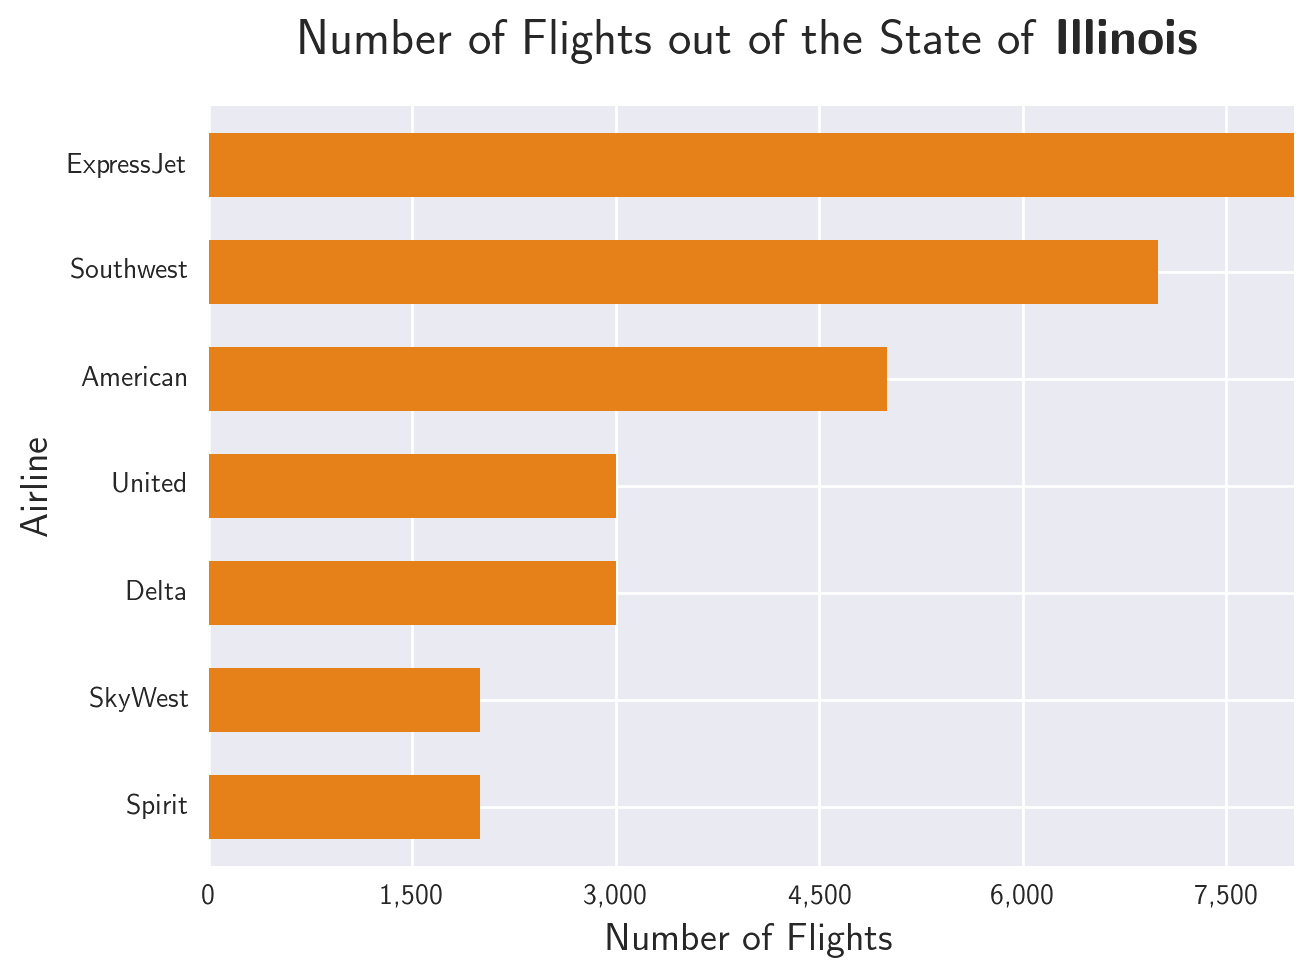 Number of Flights out of the State of Illinois
ExpressJet
Southwest
American
United
Delta
SkyWest
Spirit
Airline
0 1,500 3,000 4,500 6,000 7,500
Number of Flights